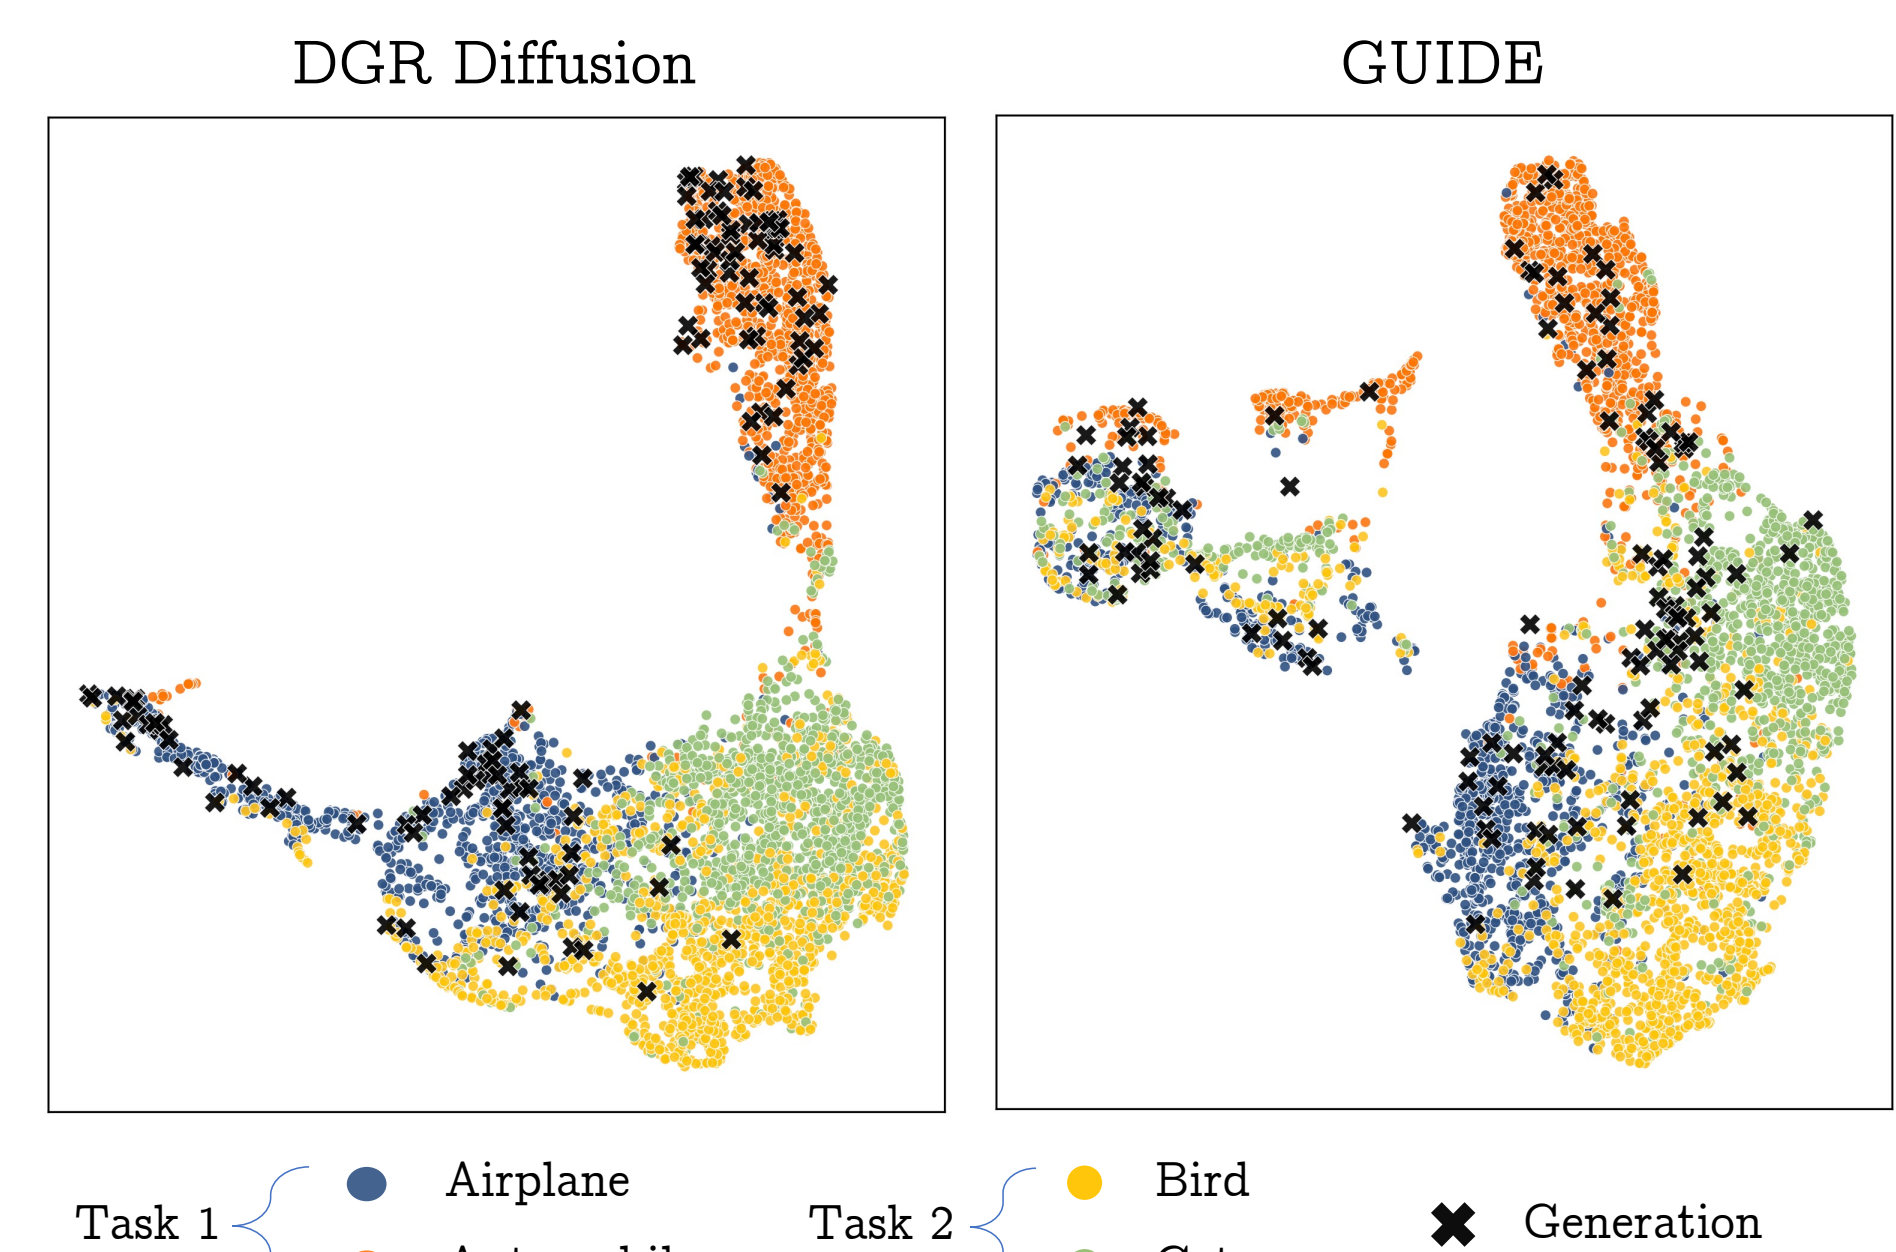 DGR Diffusion
GUIDE
Airplane
Bird
Task 1
Task 2
Generation